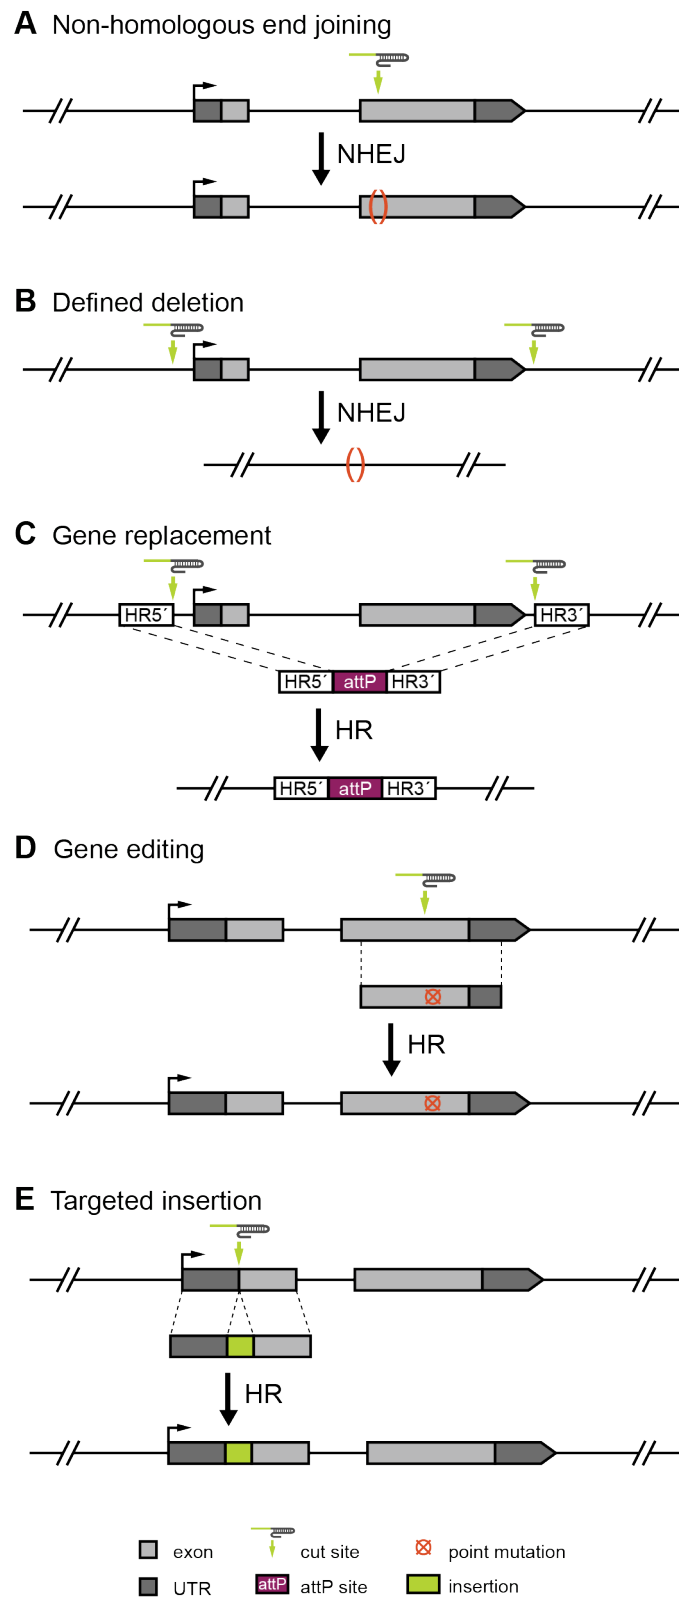 A Non-homologous end joining
NHEJ
B Defined deletion
NHEJ
C Gene replacement
HR5´ HR3´
HR5´ attP HR3´
HR
HR5´ attP HR3´
D Gene editing
HR
E Targeted insertion
HR
exon cut site point mutation
UTR attP attP site insertion